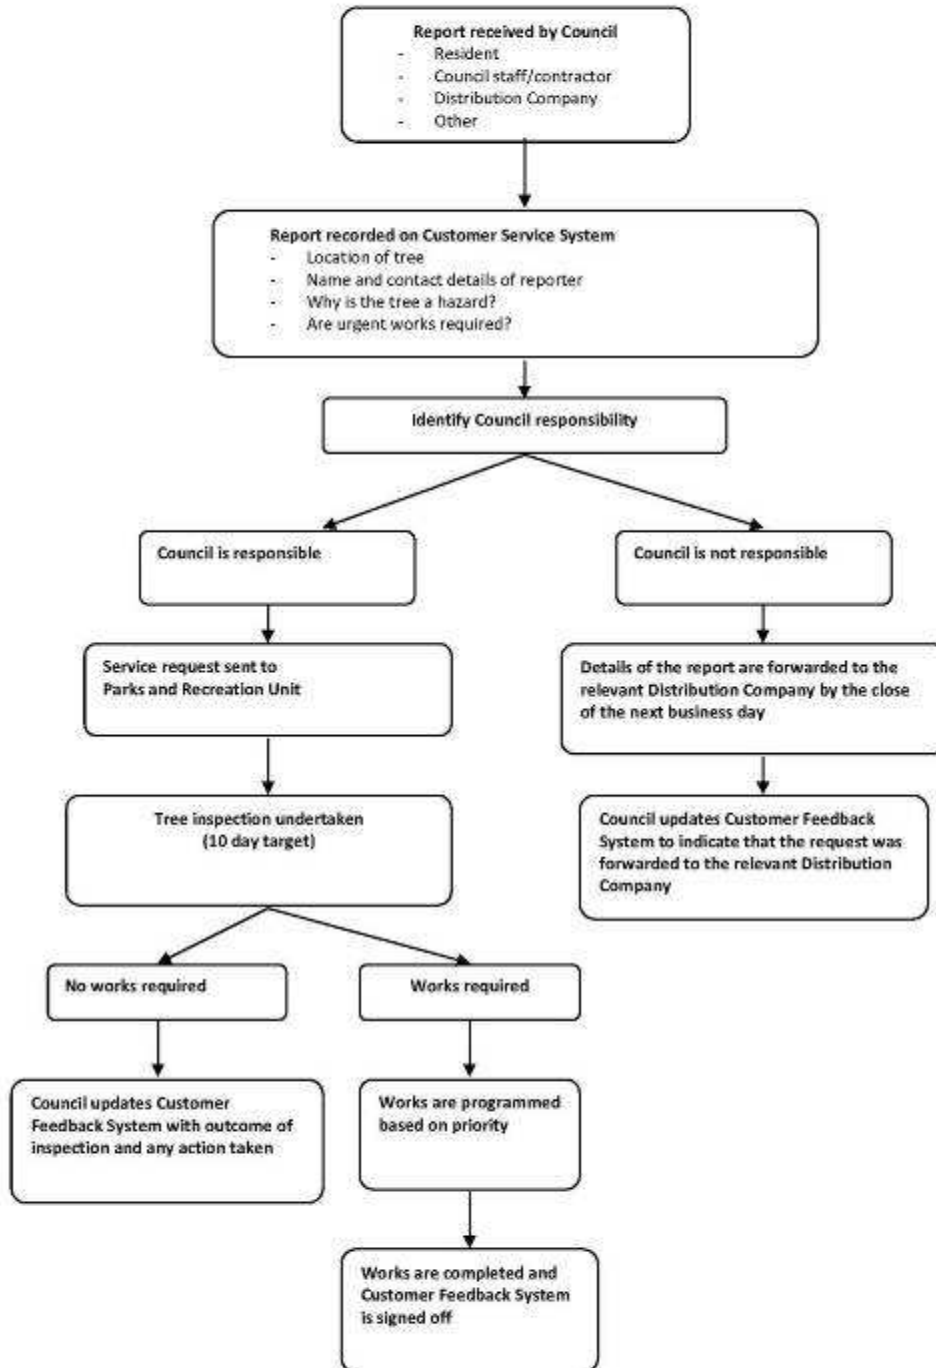 Report received by Council
- Resident
- Council staff/contractor
- Distribution Company
- Other
Report recorded on Customer Service System
- Location of tree
- Name and contact details of reporter
- Why is the tree a hazard?
- Are urgent works required?
Identify Council responsibility
Council is responsible
Council is not responsible
Service request sent to
Parks and Recreation Unit
Details of the report are forwarded to the
relevant Distribution Company by the close
of the next business day
Tree inspection undertaken
(10 day target)
Council updates Customer Feedback
System to indicate that the request was
forwarded to the relevant Distribution
Company
No works required
Works required
Council updates Customer
Feedback System with outcome of
inspection and any action taken
Works are programmed
based on priority
Works are completed and
Customer Feedback System
is signed off